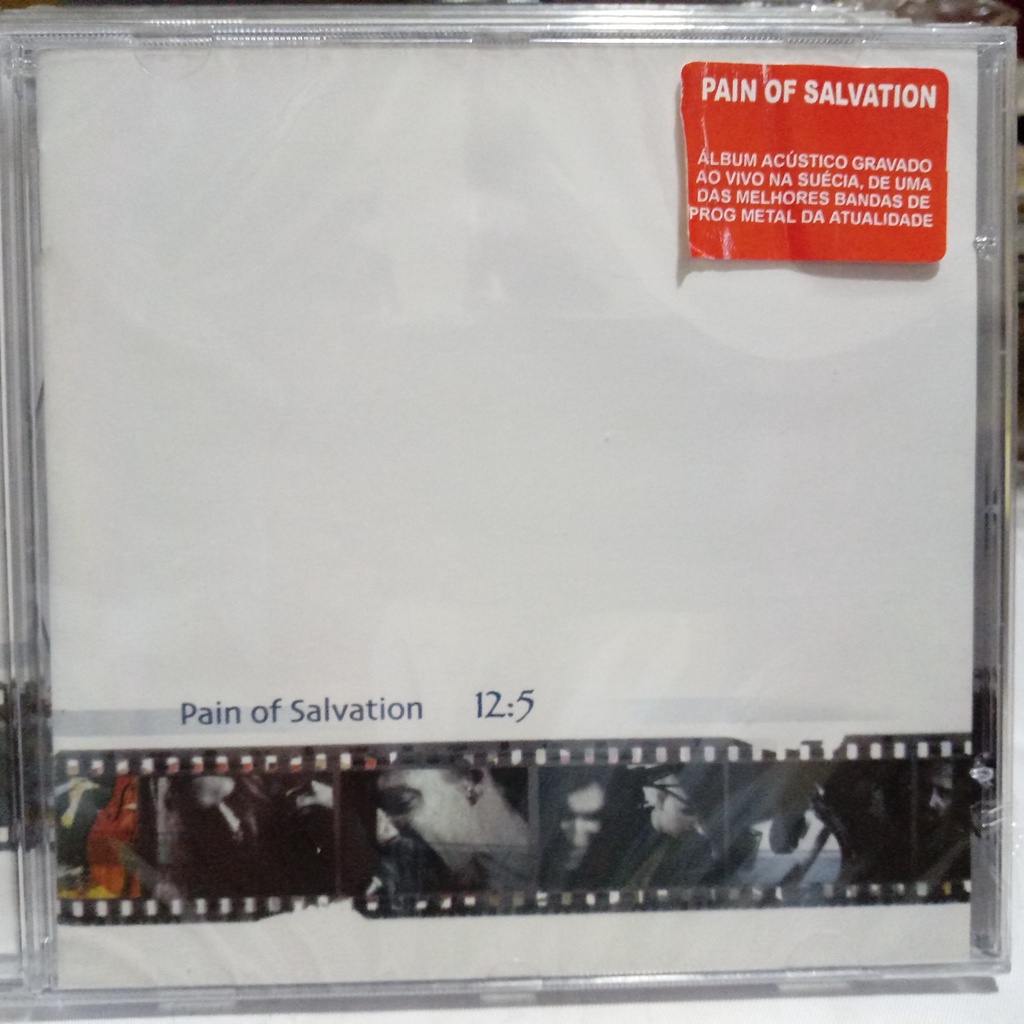 PAIN OF SALVATION
ÁLBUM ACÚSTICO GRAVADO
AO VIVO NA SUÉCIA, DE UMA
DAS MELHORES BANDAS DE
PROG METAL DA ATUALIDADE
Pain of Salvation 12:5